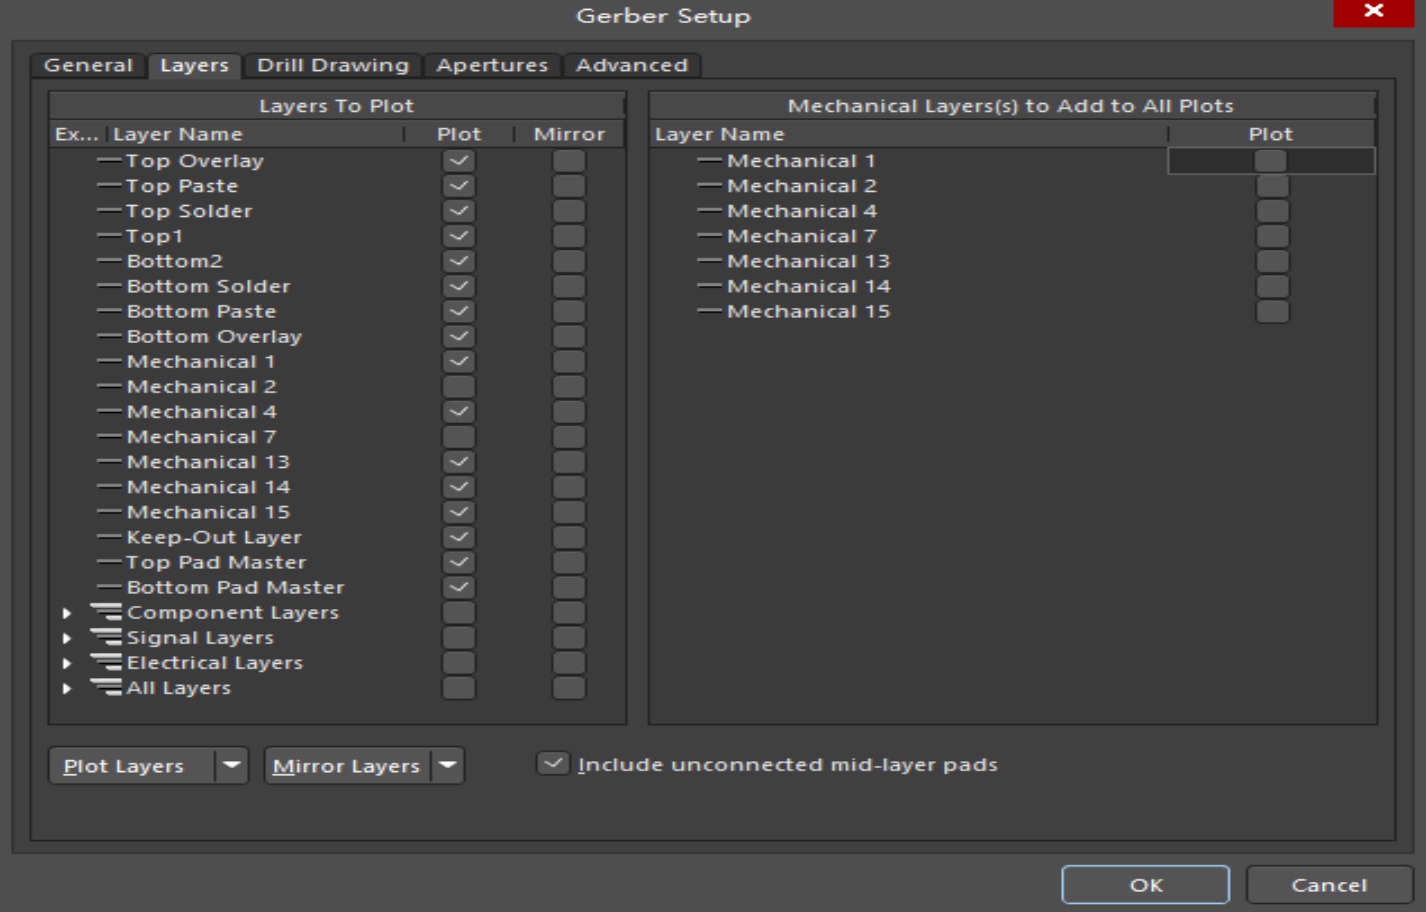 Gerber Setup
General Layers Drill Drawing Apertures Advanced
Layers To Plot
Ex... Layer Name Plot Mirror
Top Overlay
Top Paste
Top Solder
Top1
Bottom2
Bottom Solder
Bottom Paste
Bottom Overlay
Mechanical 1
Mechanical 2
Mechanical 4
Mechanical 7
Mechanical 13
Mechanical 14
Mechanical 15
Keep-Out Layer
Top Pad Master
Bottom Pad Master
Component Layers
Signal Layers
Electrical Layers
All Layers
Mechanical Layers(s) to Add to All Plots
Layer Name Plot
Mechanical 1
Mechanical 2
Mechanical 4
Mechanical 7
Mechanical 13
Mechanical 14
Mechanical 15
Plot Layers Mirror Layers Include unconnected mid-layer pads
OK Cancel